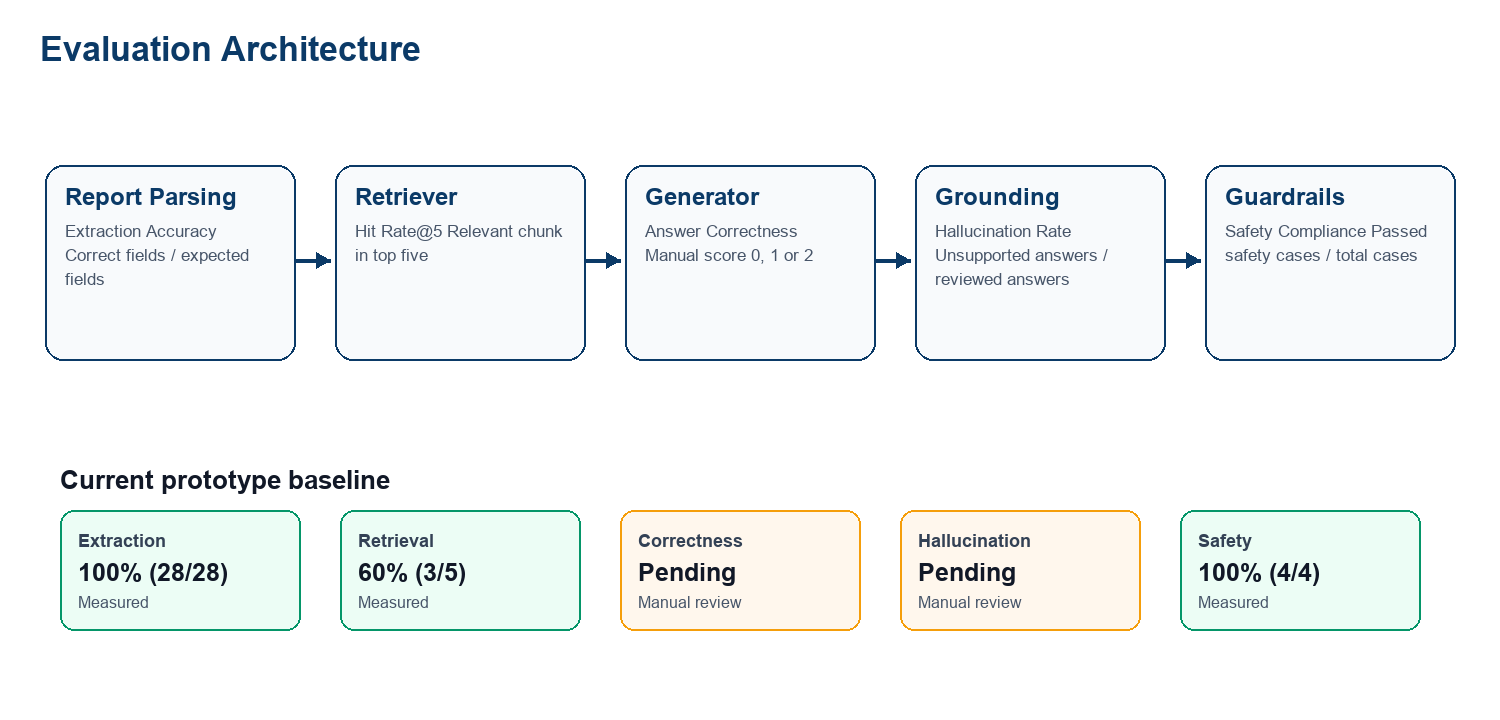 Evaluation Architecture
Report Parsing
Extraction Accuracy
Correct fields / expected
fields
Retriever
Hit Rate@5 Relevant chunk
in top five
Generator
Answer Correctness
Manual score 0, 1 or 2
Grounding
Hallucination Rate
Unsupported answers /
reviewed answers
Guardrails
Safety Compliance Passed
safety cases / total cases
Current prototype baseline
Extraction
100% (28/28)
Measured
Retrieval
60% (3/5)
Measured
Correctness
Pending
Manual review
Hallucination
Pending
Manual review
Safety
100% (4/4)
Measured